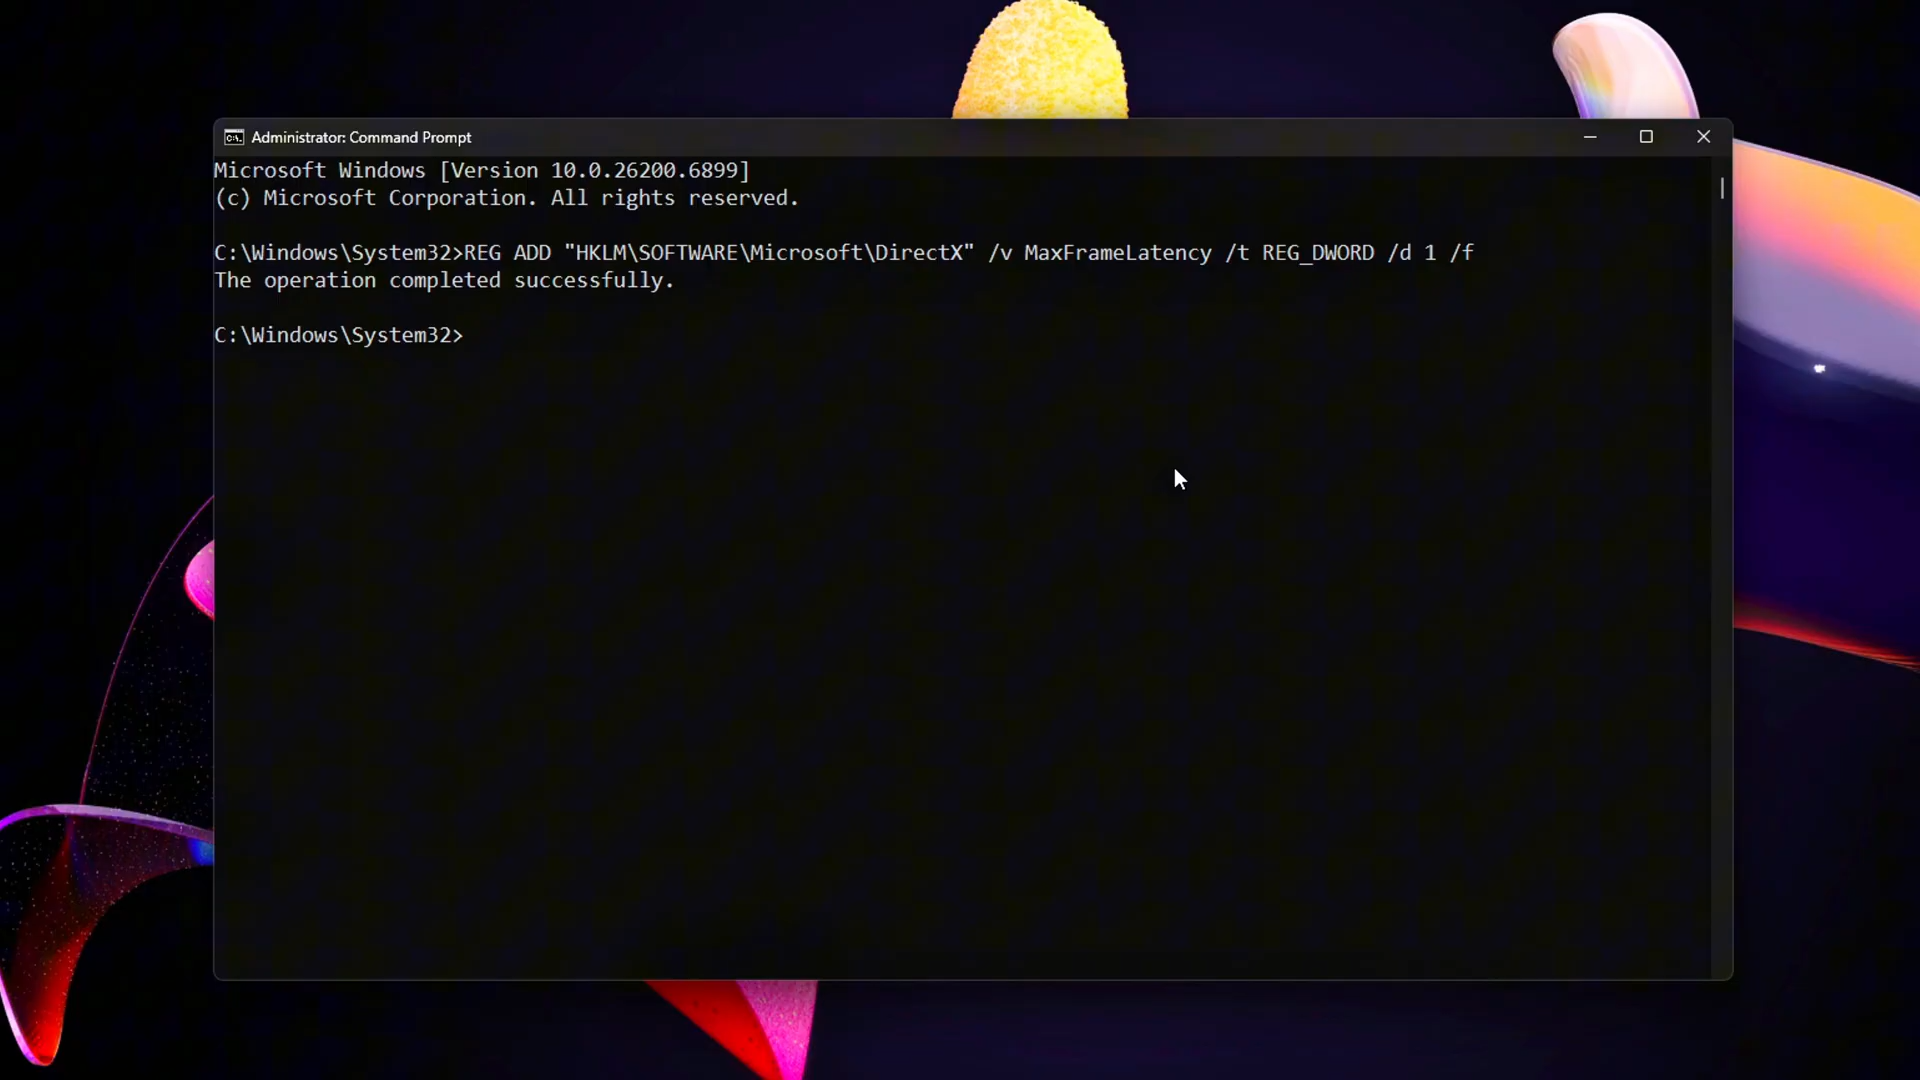 Administrator: Command Prompt
Microsoft Windows [Version 10.0.26200.6899]
(c) Microsoft Corporation. All rights reserved.
C:\Windows\System32>REG ADD "HKLM\SOFTWARE\Microsoft\DirectX" /v MaxFrameLatency /t REG_DWORD /d 1 /f
The operation completed successfully.
C:\Windows\System32>